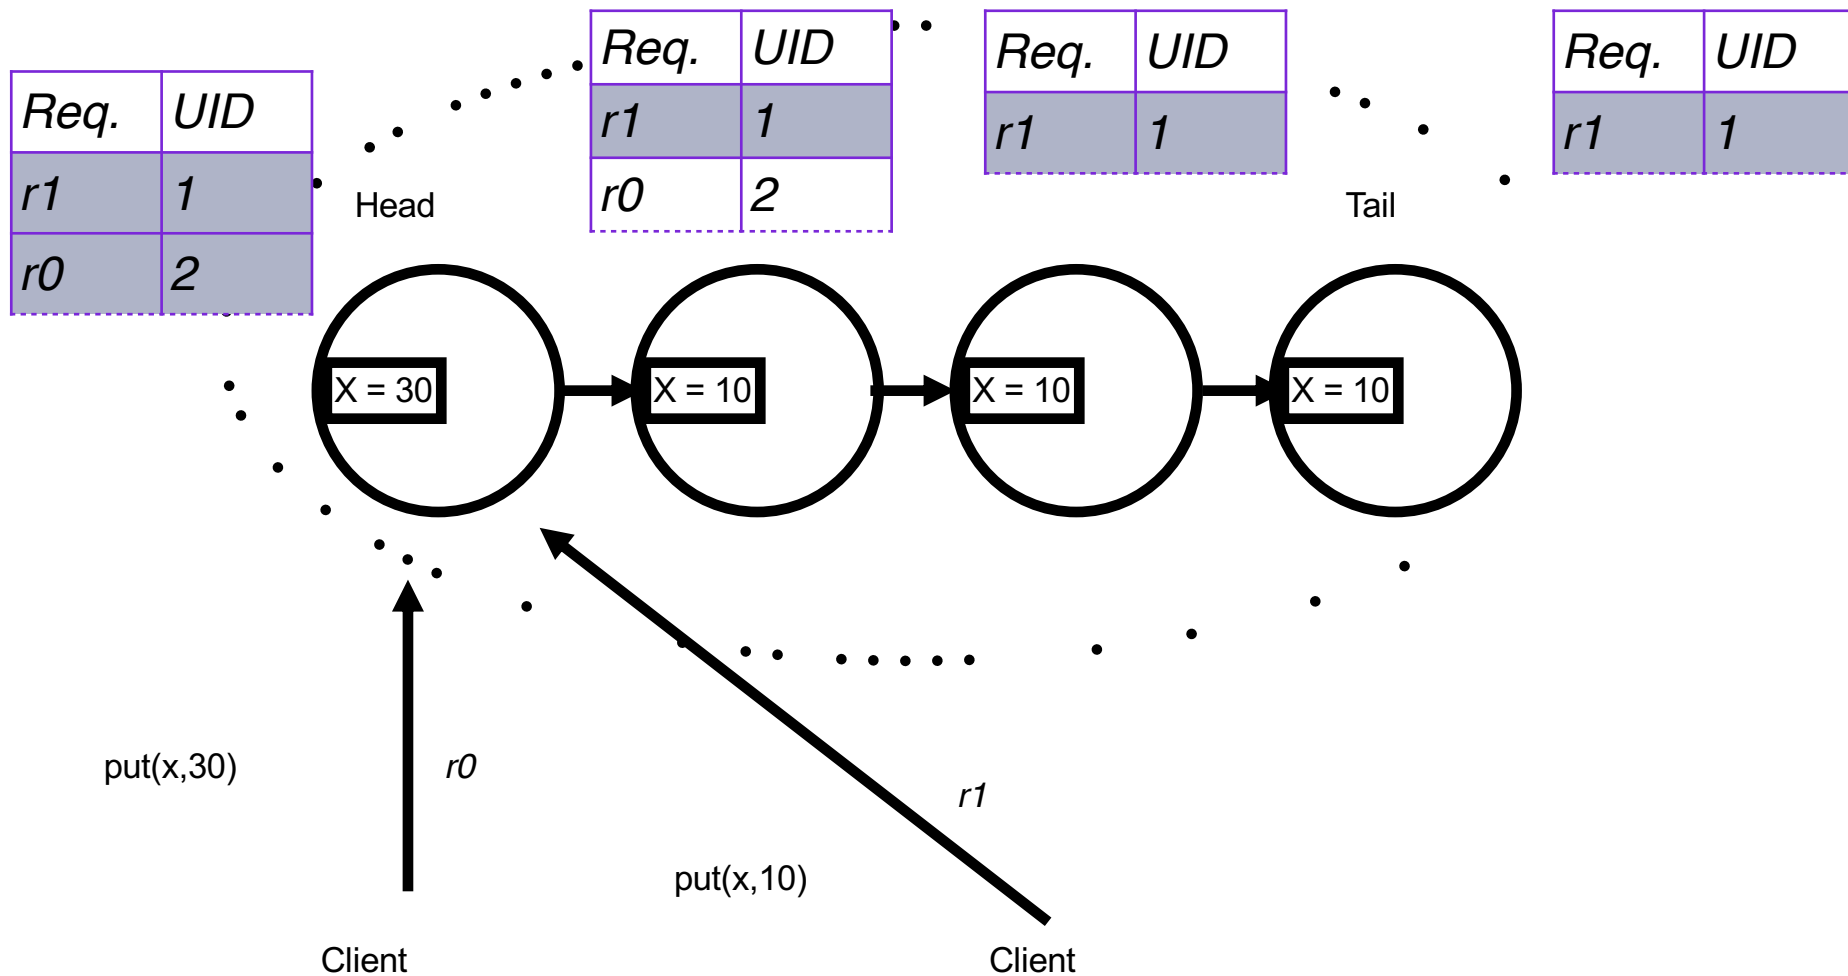 Req. UID
r1 1
r0 2
Req. UID
r1 1
r0 2
Req. UID
r1 1
Req. UID
r1 1
Head
Tail
X = 30
X = 10
X = 10
X = 10
put(x,30)
r0
r1
put(x,10)
Client
Client